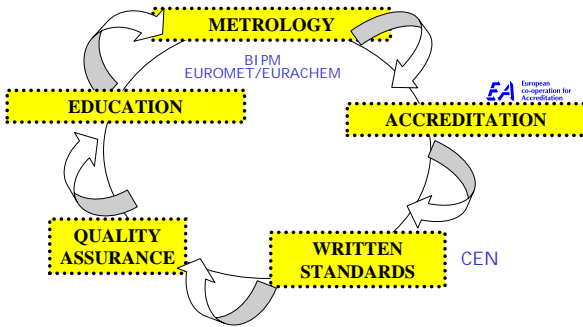 METROLOGY
BIPM
EUROMET/EURACHEM
EA European
co-operation for
Accreditation
EDUCATION
ACCREDITATION
QUALITY
ASSURANCE
WRITTEN
STANDARDS
CEN